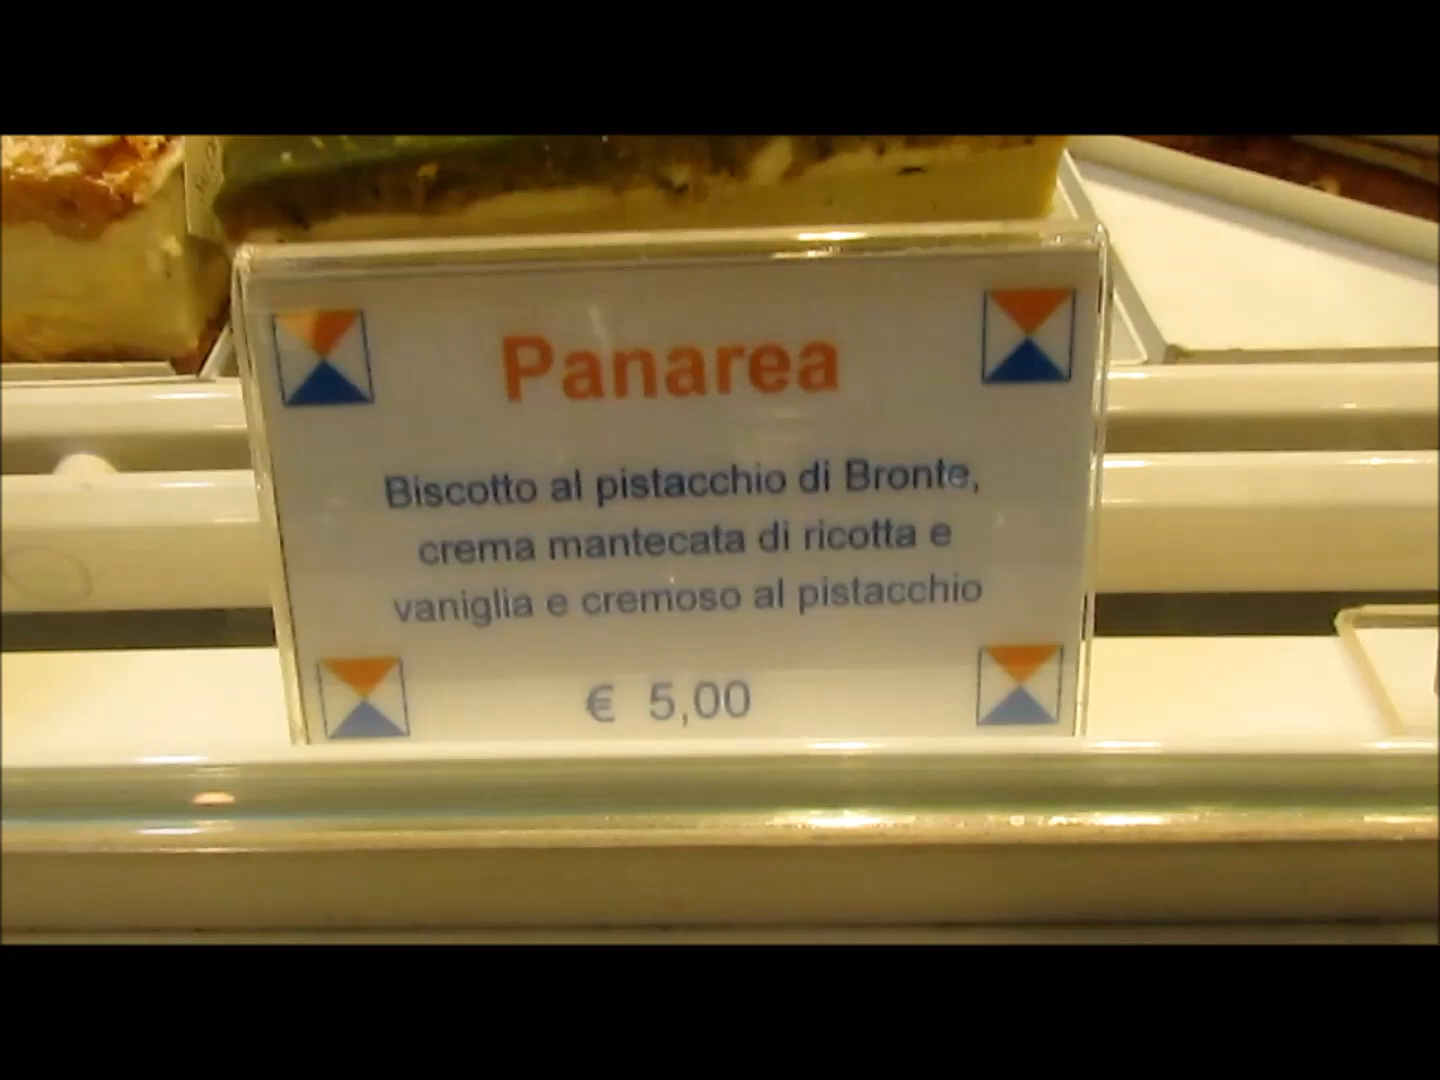 Panarea
Biscotto al pistacchio di Bronte,
crema mantecata di ricotta e
vaniglia e cremoso al pistacchio
€ 5,00